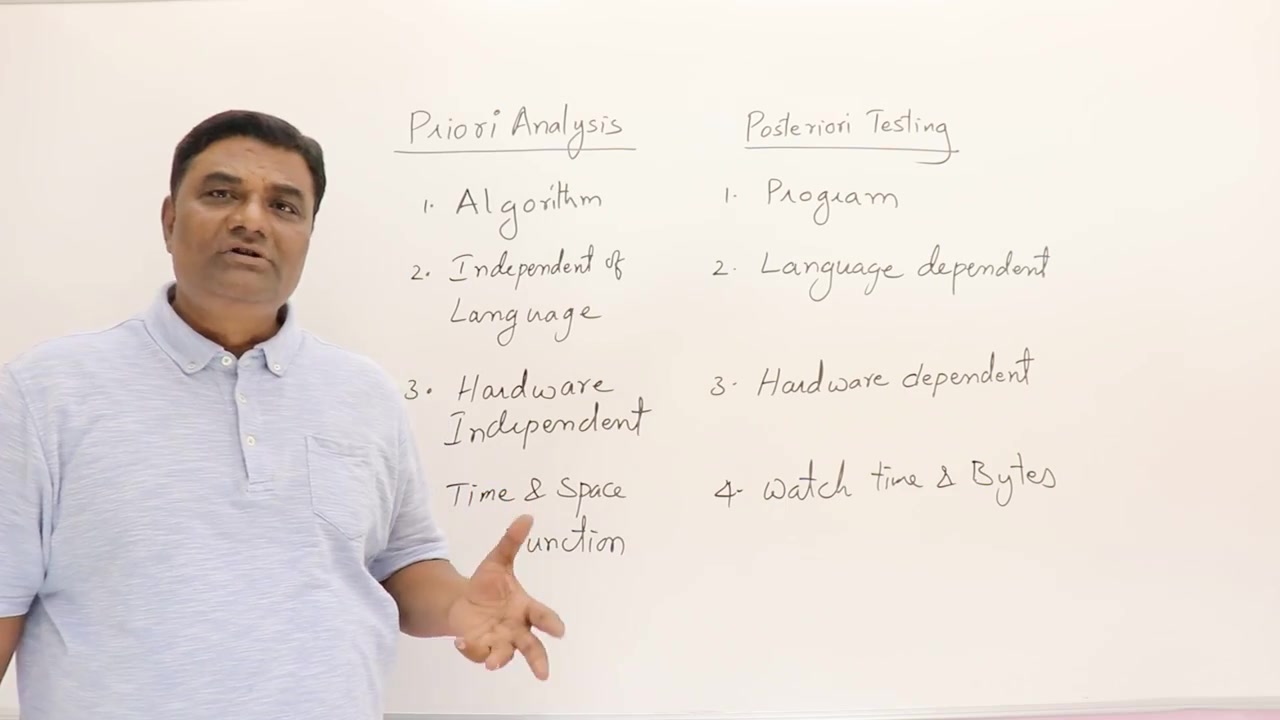 Priori Analysis
1. Algorithm
2. Independent of
Language
3. Hardware
Independent
Time & Space
unction
Posteriori Testing
1. Program
2. Language dependent
3. Hardware dependent
4. Watch time & Bytes